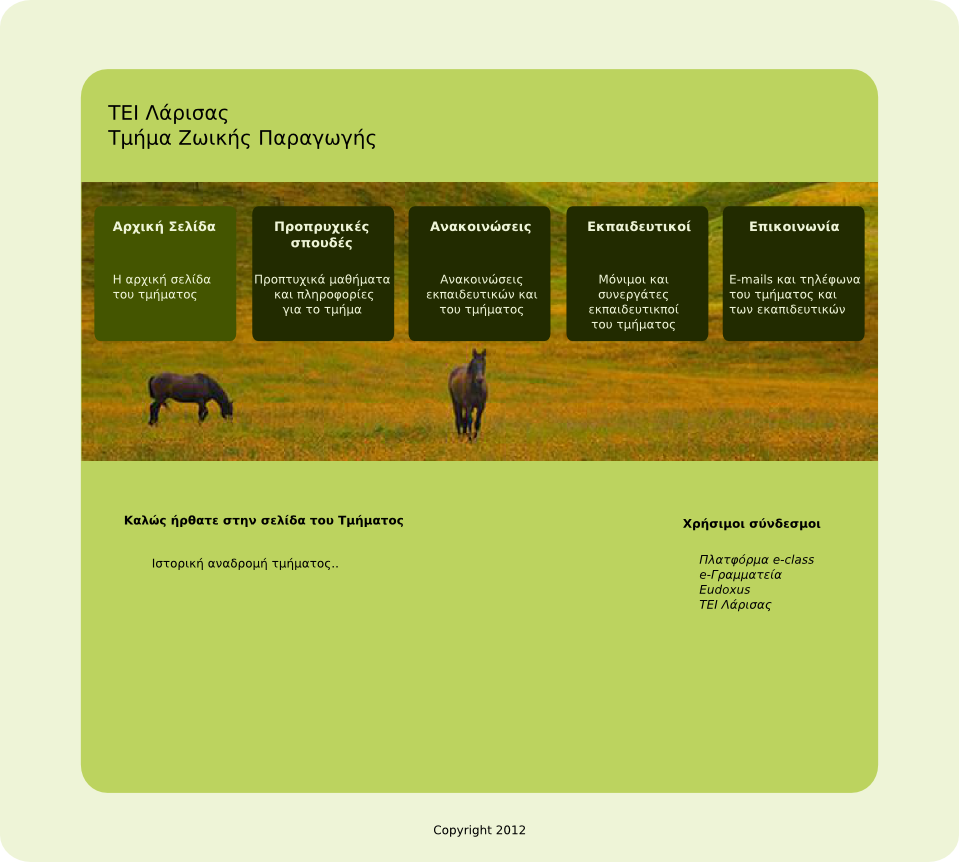 ΤΕΙ Λάρισας
Τμήμα Ζωικής Παραγωγής
Αρχική Σελίδα
Η αρχική σελίδα
του τμήματος
Προπρυχικές
σπουδές
Προπτυχικά μαθήματα
και πληροφορίες
για το τμήμα
Ανακοινώσεις
Ανακοινώσεις
εκπαιδευτικών και
του τμήματος
Εκπαιδευτικοί
Μόνιμοι και
συνεργάτες
εκπαιδευτικποί
του τμήματος
Επικοινωνία
E-mails και τηλέφωνα
του τμήματος και
των εκαπιδευτικών
Καλώς ήρθατε στην σελίδα του Τμήματος
Ιστορική αναδρομή τμήματος..
Χρήσιμοι σύνδεσμοι
Πλατφόρμα e-class
e-Γραμματεία
Eudoxus
ΤΕΙ Λάρισας
Copyright 2012